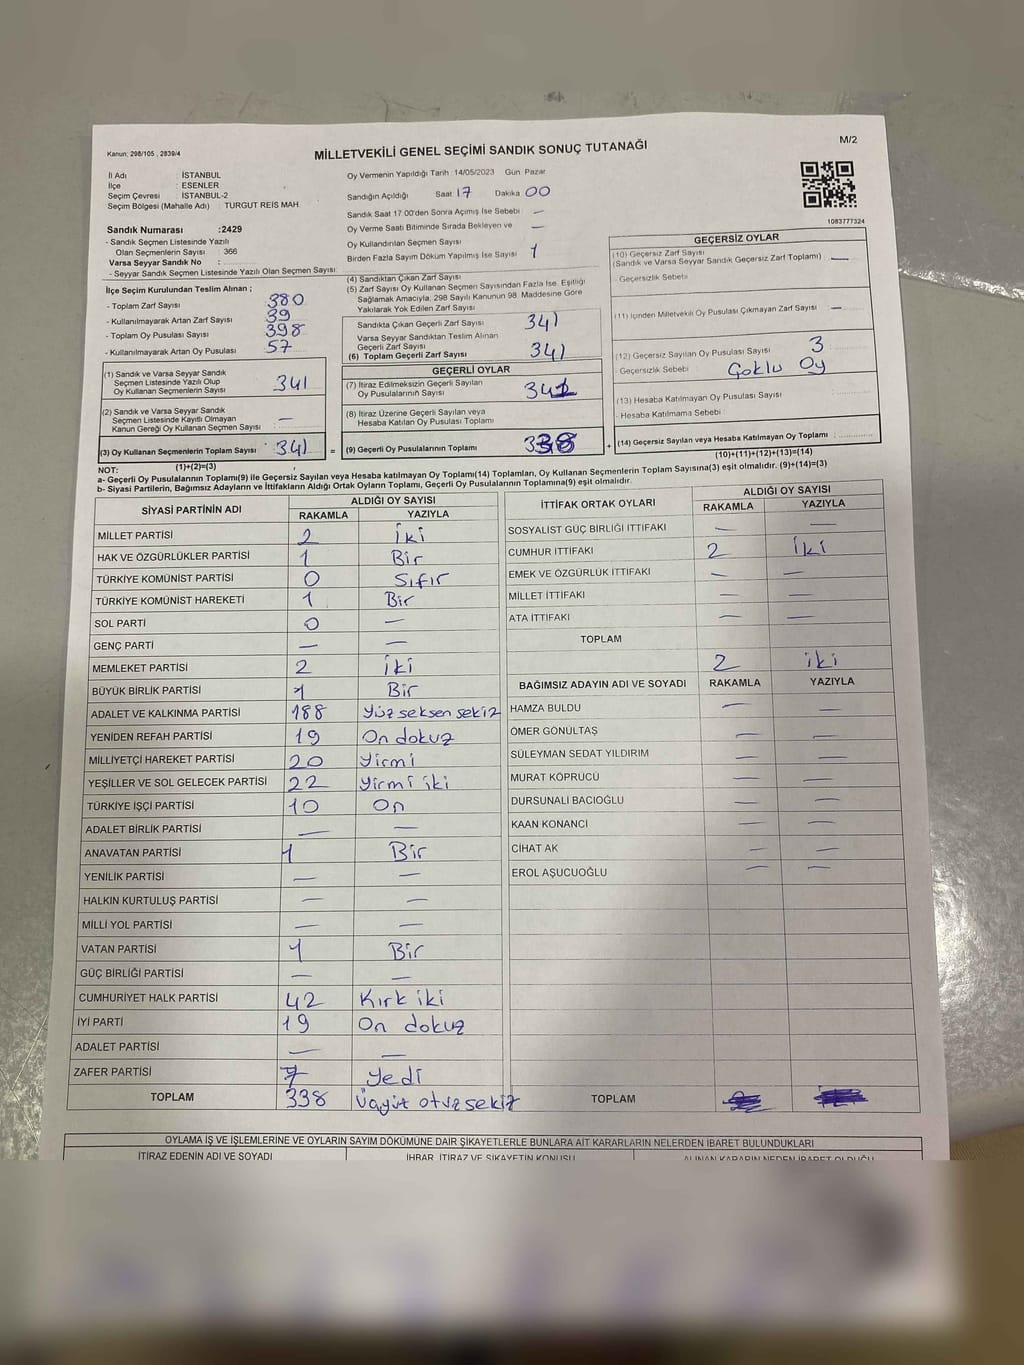 Kanun; 298/105 , 2839/4
MİLLETVEKİLİ GENEL SEÇİMİ SANDIK SONUÇ TUTANAĞI
M/2
İl Adı : İSTANBUL
İlçe : ESENLER
Seçim Çevresi : İSTANBUL-2
Seçim Bölgesi (Mahalle Adı) : TURGUT REİS MAH.
Sandık Numarası :2429
- Sandık Seçmen Listesinde Yazılı
Olan Seçmenlerin Sayısı : 366
Varsa Seyyar Sandık No :
- Seyyar Sandık Seçmen Listesinde Yazılı Olan Seçmen Sayısı:
İlçe Seçim Kurulundan Teslim Alınan ;
- Toplam Zarf Sayısı : 380
- Kullanılmayarak Artan Zarf Sayısı : 39
- Toplam Oy Pusulası Sayısı : 398
- Kullanılmayarak Artan Oy Pusulası : 57
(1) Sandık ve Varsa Seyyar Sandık
Seçmen Listesinde Yazılı Olup
Oy Kullanan Seçmenlerin Sayısı : 341
(2) Sandık ve Varsa Seyyar Sandık
Seçmen Listesinde Kayıtlı Olmayan
Kanun Gereği Oy Kullanan Seçmen Sayısı : —
(3) Oy Kullanan Seçmenlerin Toplam Sayısı : 341 =
(1)+(2)=(3)
Oy Vermenin Yapıldığı Tarih : 14/05/2023 Gün : Pazar
Sandığın Açıldığı Saat 17 Dakika 00
Sandık Saat 17:00'den Sonra Açılmış İse Sebebi : —
Oy Verme Saati Bitiminde Sırada Bekleyen ve
Oy Kullandırılan Seçmen Sayısı : —
Birden Fazla Sayım Döküm Yapılmış İse Sayısı : 1
(4) Sandıktan Çıkan Zarf Sayısı
(5) Zarf Sayısı Oy Kullanan Seçmen Sayısından Fazla İse, Eşitliği
Sağlamak Amacıyla; 298 Sayılı Kanunun 98. Maddesine Göre
Yakılarak Yok Edilen Zarf Sayısı
Sandıkta Çıkan Geçerli Zarf Sayısı : 341
Varsa Seyyar Sandıktan Teslim Alınan
Geçerli Zarf Sayısı
(6) Toplam Geçerli Zarf Sayısı : 341
GEÇERLİ OYLAR
(7) İtiraz Edilmeksizin Geçerli Sayılan
Oy Pusulalarının Sayısı
(8) İtiraz Üzerine Geçerli Sayılan veya
Hesaba Katılan Oy Pusulası Toplamı
(9) Geçerli Oy Pusulalarının Toplamı : 338 +
1083777324
GEÇERSİZ OYLAR
(10) Geçersiz Zarf Sayısı
(Sandık ve Varsa Seyyar Sandık Geçersiz Zarf Toplamı) : —
- Geçersizlik Sebebi
(11) İçinden Milletvekili Oy Pusulası Çıkmayan Zarf Sayısı : —
(12) Geçersiz Sayılan Oy Pusulası Sayısı : 3
- Geçersizlik Sebebi : Çoklu Oy
(13) Hesaba Katılmayan Oy Pusulası Sayısı :
- Hesaba Katılmama Sebebi :
(14) Geçersiz Sayılan veya Hesaba Katılmayan Oy Toplamı :
(10)+(11)+(12)+(13)=(14)
NOT:
a- Geçerli Oy Pusulalarının Toplamı(9) ile Geçersiz Sayılan veya Hesaba katılmayan Oy Toplamı(14) Toplamları, Oy Kullanan Seçmenlerin Toplam Sayısına(3) eşit olmalıdır. (9)+(14)=(3)
b- Siyasi Partilerin, Bağımsız Adayların ve İttifakların Aldığı Ortak Oyların Toplamı, Geçerli Oy Pusulalarının Toplamına(9) eşit olmalıdır.
SİYASİ PARTİNİN ADI ALDIĞI OY SAYISI
RAKAMLA YAZIYLA
MİLLET PARTİSİ 2 iki
HAK VE ÖZGÜRLÜKLER PARTİSİ 1 Bir
TÜRKİYE KOMÜNİST PARTİSİ 0 Sıfır
TÜRKİYE KOMÜNİST HAREKETİ 1 Bir
SOL PARTİ 0 —
GENÇ PARTİ — —
MEMLEKET PARTİSİ 2 iki
BÜYÜK BİRLİK PARTİSİ 1 Bir
ADALET VE KALKINMA PARTİSİ 188 Yüz seksen sekiz
YENİDEN REFAH PARTİSİ 19 On dokuz
MİLLİYETÇİ HAREKET PARTİSİ 20 Yirmi
YEŞİLLER VE SOL GELECEK PARTİSİ 22 Yirmi iki
TÜRKİYE İŞÇİ PARTİSİ 10 On
ADALET BİRLİK PARTİSİ — —
ANAVATAN PARTİSİ 1 Bir
YENİLİK PARTİSİ — —
HALKIN KURTULUŞ PARTİSİ — —
MİLLİ YOL PARTİSİ — —
VATAN PARTİSİ 1 Bir
GÜÇ BİRLİĞİ PARTİSİ — —
CUMHURİYET HALK PARTİSİ 42 Kırk iki
İYİ PARTİ 19 On dokuz
ADALET PARTİSİ — —
ZAFER PARTİSİ 7 Yedi
TOPLAM 338
İTTİFAK ORTAK OYLARI ALDIĞI OY SAYISI
RAKAMLA YAZIYLA
SOSYALİST GÜÇ BİRLİĞİ İTTİFAKI — —
CUMHUR İTTİFAKI 2 iki
EMEK VE ÖZGÜRLÜK İTTİFAKI — —
MİLLET İTTİFAKI — —
ATA İTTİFAKI — —
TOPLAM
2 iki
BAĞIMSIZ ADAYIN ADI VE SOYADI RAKAMLA YAZIYLA
HAMZA BULDU — —
ÖMER GÖNÜLTAŞ — —
SÜLEYMAN SEDAT YILDIRIM — —
MURAT KÖPRÜCÜ — —
DURSUNALİ BACIOĞLU — —
KAAN KONANCİ — —
CİHAT AK — —
EROL AŞUCUOĞLU — —
TOPLAM
OYLAMA İŞ VE İŞLEMLERİNE VE OYLARIN SAYIM DÖKÜMÜNE DAİR ŞİKAYETLERLE BUNLARA AİT KARARLARIN NELERDEN İBARET BULUNDUKLARI
İTİRAZ EDENİN ADI VE SOYADI İHBAR, İTİRAZ VE ŞİKAYETİN KONUSU ALINAN KARARIN NEDEN İBARET OLDUĞU